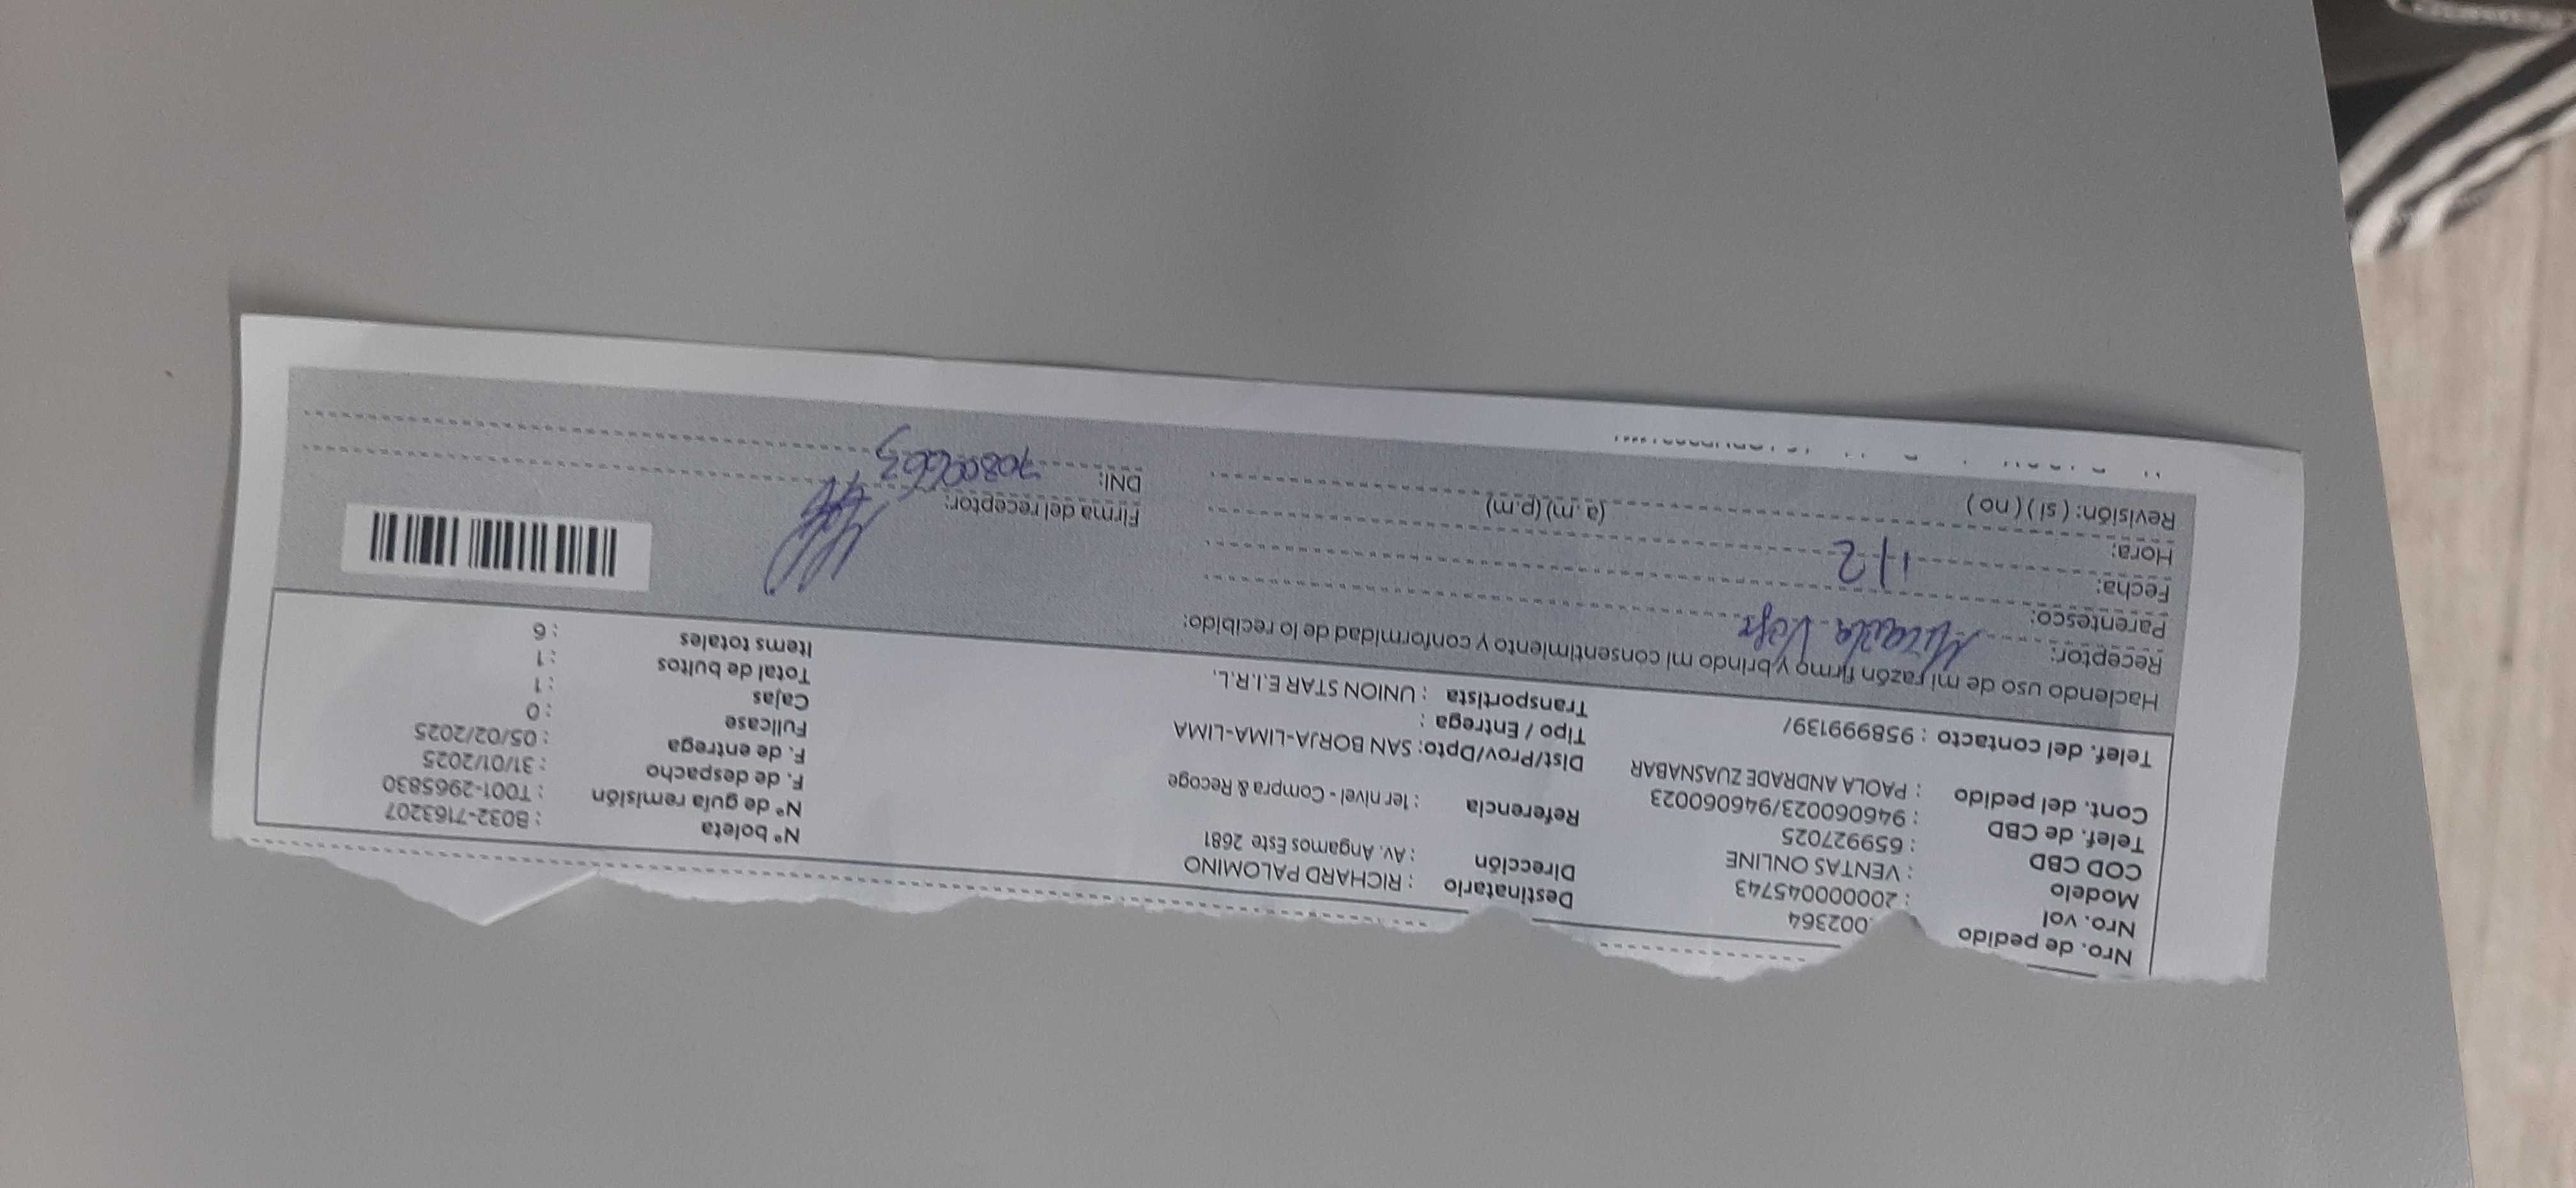 Nro. de pedido .002364
Nro. vol : 2000000045743
Modelo : VENTAS ONLINE
COD CBD : 659927025
Telef. de CBD : 946060023/946060023
Cont. del pedido : PAOLA ANDRADE ZUASNABAR
Telef. del contacto : 958999139/
Destinatario : RICHARD PALOMINO
Dirección : Av. Angamos Este 2681
Referencia : 1er nivel - Compra & Recoge
Dist/Prov/Dpto: SAN BORJA-LIMA-LIMA
Tipo / Entrega :
Transportista : UNION STAR E.I.R.L.
Nº boleta : B032-7163207
Nº de guía remisión : T001-2965830
F. de despacho : 31/01/2025
F. de entrega : 05/02/2025
Fullcase : 0
Cajas : 1
Total de bultos : 1
Items totales : 6
Haciendo uso de mi razón firmo y brindo mi consentimiento y conformidad de lo recibido:
Receptor:
Parentesco:
Fecha: 1/2
Hora: (a.m) (p.m)
Revisión: ( si ) ( no )
Firma del receptor:
DNI: